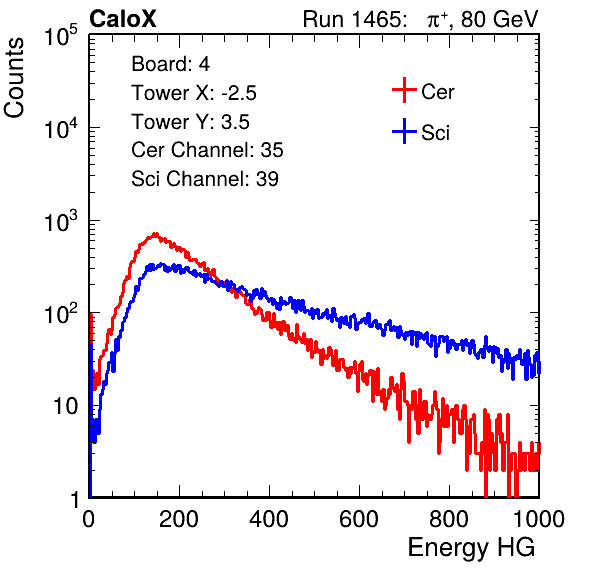 CaloX Run 1465: π⁺, 80 GeV
Counts
10⁵
10⁴
10³
10²
10
1
Board: 4
Tower X: -2.5
Tower Y: 3.5
Cer Channel: 35
Sci Channel: 39
Cer
Sci
0 200 400 600 800 1000
Energy HG